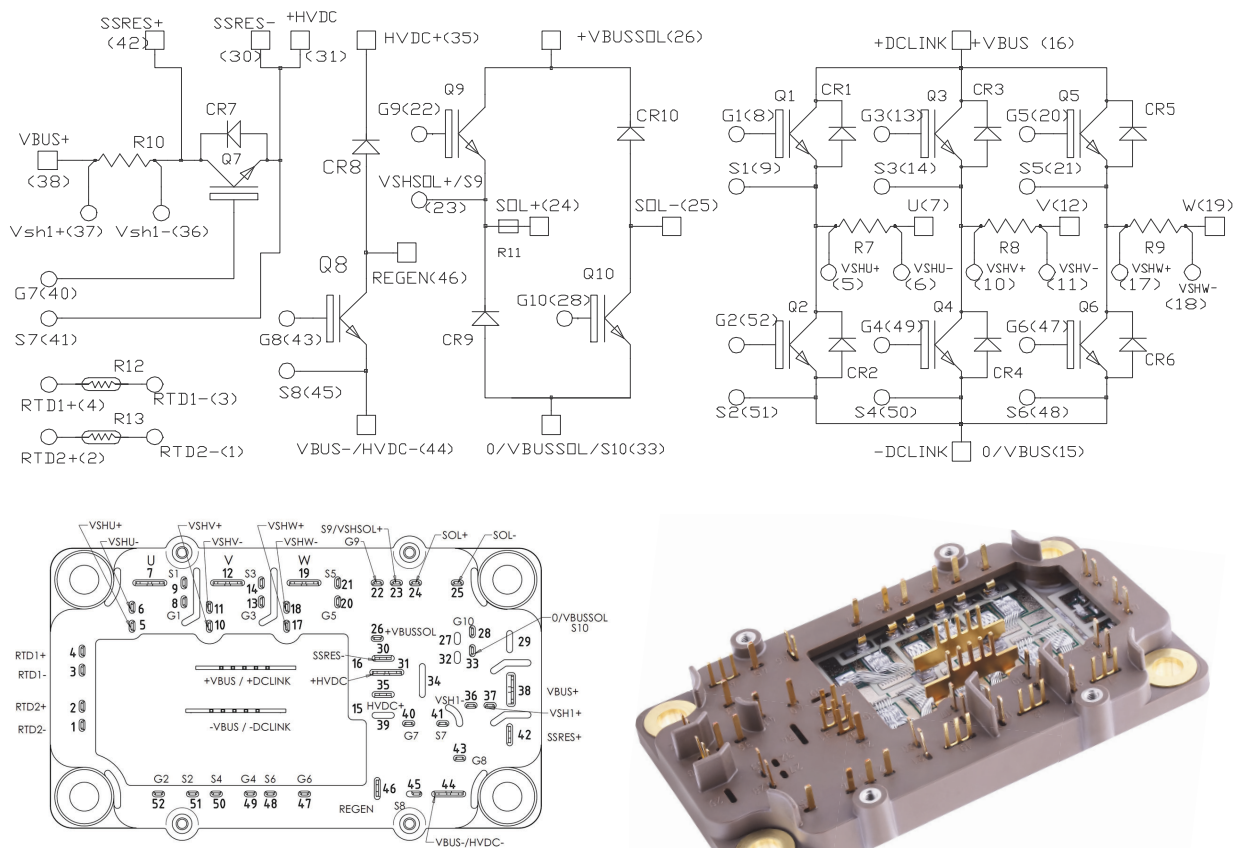 SSRES+
(42)
SSRES-
(30)
+HVDC
(31)
HVDC+(35)
+VBUSSOL(26)
+DCLINK
+VBUS (16)
VBUS+
(38)
R10
CR7
Q7
Vsh1+(37)
Vsh1-(36)
G7(40)
S7(41)
CR8
Q8
G8(43)
S8(45)
REGEN(46)
VBUS-/HVDC-(44)
Q9
G9(22)
VSHSOL+/S9
(23)
SOL+(24)
R11
CR9
CR10
SOL-(25)
Q10
G10(28)
0/VBUSSOL/S10(33)
Q1
CR1
G1(8)
S1(9)
Q3
CR3
G3(13)
S3(14)
Q5
CR5
G5(20)
S5(21)
U(7)
R7
VSHU+
(5)
VSHU-
(6)
V(12)
R8
VSHV+
(10)
VSHV-
(11)
W(19)
R9
VSHW+
(17)
VSHW-
(18)
Q2
G2(52)
CR2
S2(51)
Q4
G4(49)
CR4
S4(50)
Q6
G6(47)
CR6
S6(48)
-DCLINK
0/VBUS(15)
R12
RTD1+(4)
RTD1-(3)
R13
RTD2+(2)
RTD2-(1)
VSHU+
VSHU-
VSHV+
VSHV-
VSHW+
VSHW-
S9/VSHSOL+
G9
SOL+
SOL-
U
7
S1
9
8
G1
V
12
S3
14
13
G3
W
19
S5
21
20
G5
22
23
24
25
6
5
11
10
18
17
26
+VBUSSOL
G10
27
28
0/VBUSSOL
S10
29
32
33
RTD1+
4
RTD1-
3
RTD2+
2
RTD2-
1
16
+VBUS / +DCLINK
15
-VBUS / -DCLINK
SSRES-
30
+HVDC
31
34
35
HVDC+
39
40
G7
41
S7
VSH1-
36
37
VSH1+
38
VBUS+
42
SSRES+
43
G8
G2
52
S2
51
S4
50
G4
49
S6
48
G6
47
46
REGEN
45
S8
44
VBUS-/HVDC-